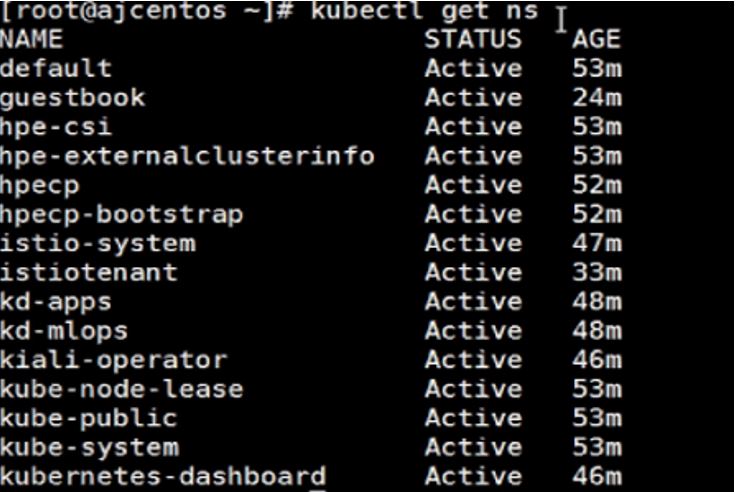 [root@ajcentos ~]# kubectl get ns
NAME STATUS AGE
default Active 53m
guestbook Active 24m
hpe-csi Active 53m
hpe-externalclusterinfo Active 53m
hpecp Active 52m
hpecp-bootstrap Active 52m
istio-system Active 47m
istiotenant Active 33m
kd-apps Active 48m
kd-mlops Active 48m
kiali-operator Active 46m
kube-node-lease Active 53m
kube-public Active 53m
kube-system Active 53m
kubernetes-dashboard Active 46m